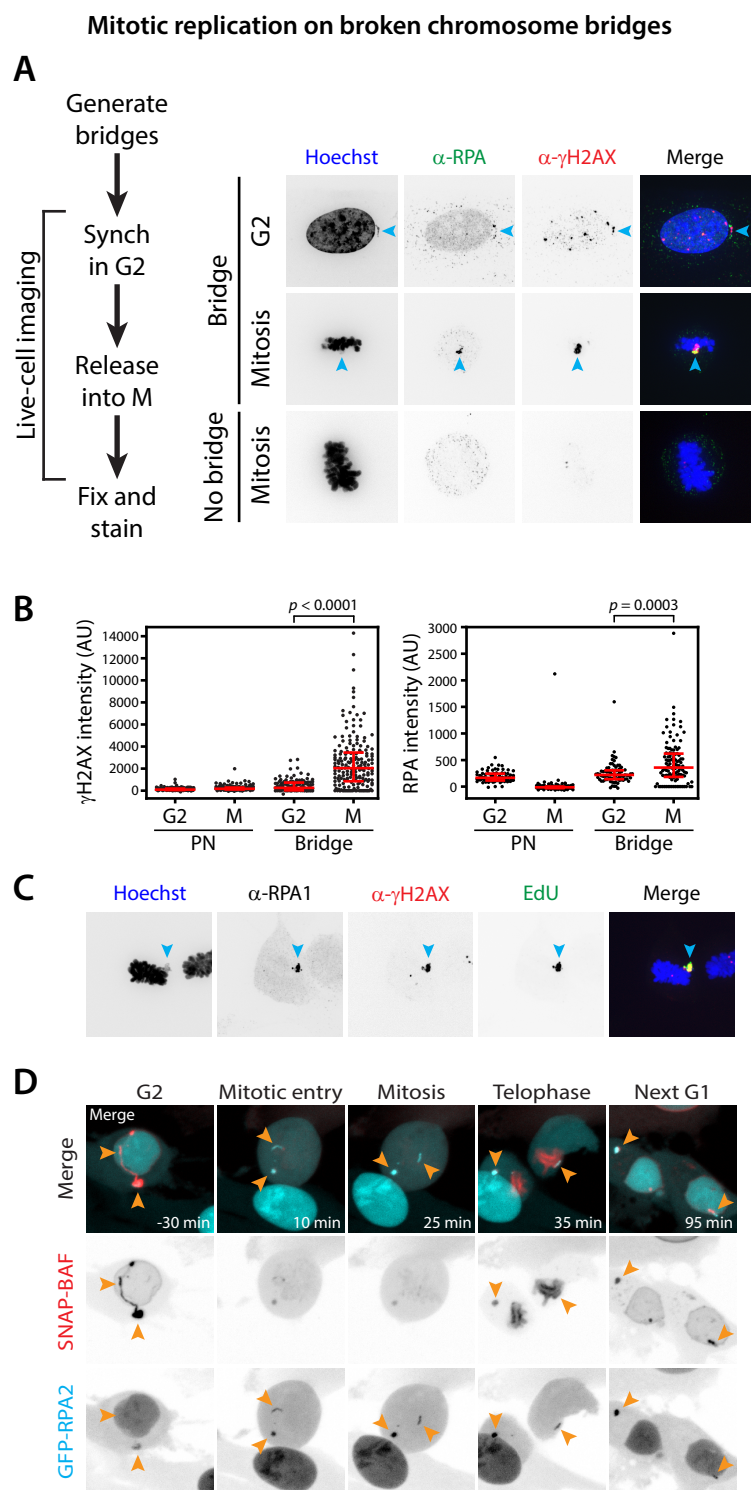 Mitotic replication on broken chromosome bridges
A
Generate
bridges
Synch
in G2
Release
into M
Fix and
stain
Live-cell imaging
Hoechst α-RPA α-γH2AX Merge
Bridge
G2
Mitosis
No bridge
Mitosis
B
p < 0.0001
γH2AX intensity (AU)
14000
12000
10000
8000
6000
4000
2000
0
G2 M G2 M
PN Bridge
p = 0.0003
RPA intensity (AU)
3000
2500
2000
1500
1000
500
0
G2 M G2 M
PN Bridge
C
Hoechst α-RPA1 α-γH2AX EdU Merge
D
G2 Mitotic entry Mitosis Telophase Next G1
Merge
Merge
-30 min 10 min 25 min 35 min 95 min
SNAP-BAF
GFP-RPA2